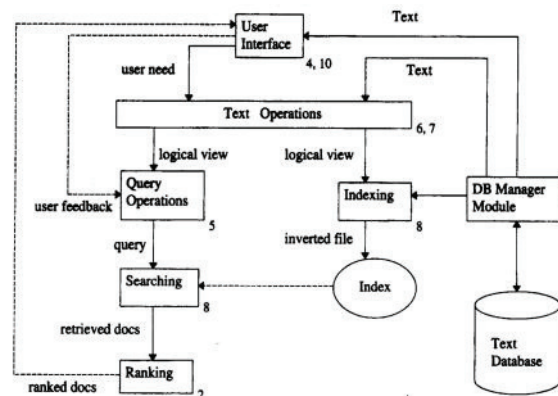 Text
User
Interface
4, 10
user need
Text
Text Operations
6, 7
logical view
logical view
Query
Operations
5
user feedback
Indexing
8
DB Manager
Module
query
inverted file
Searching
8
Index
retrieved docs
Text
Database
Ranking
2
ranked docs